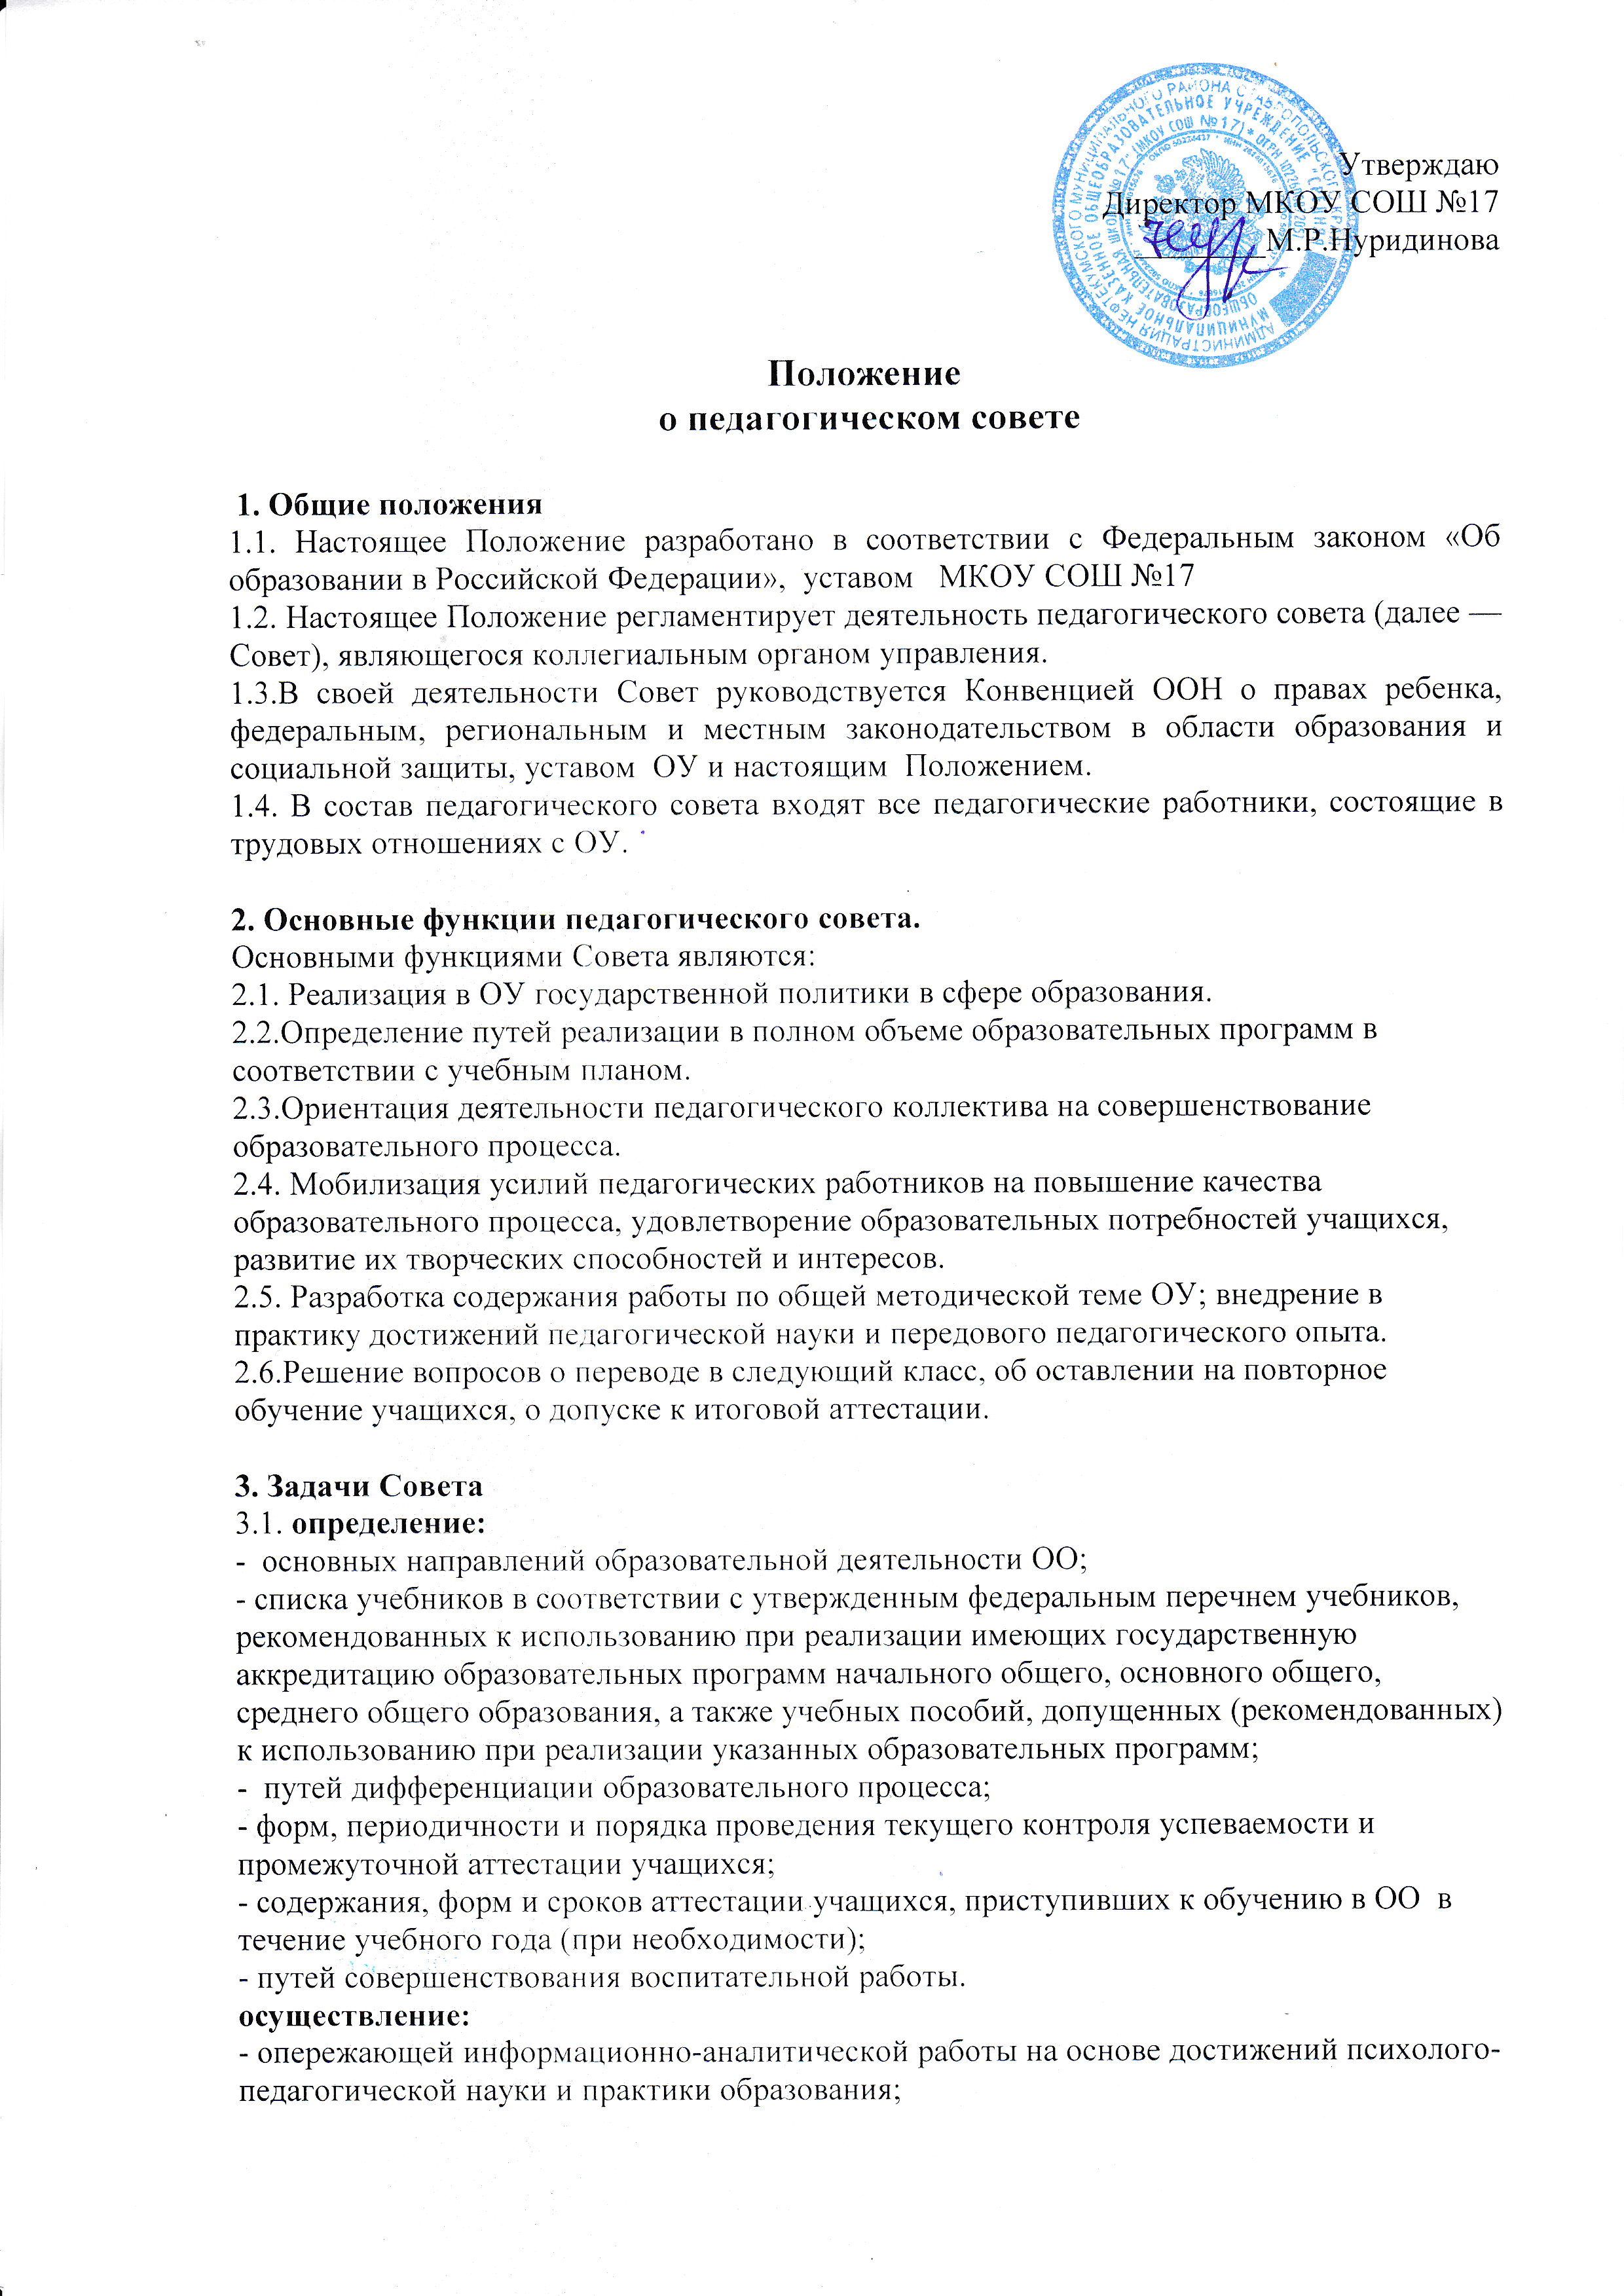 Утверждаю
Директор МКОУ СОШ №17
М.Р.Нуридинова
Положение
о педагогическом совете
1. Общие положения
1.1. Настоящее Положение разработано в соответствии с Федеральным законом «Об
образовании в Российской Федерации», уставом МКОУ СОШ №17
1.2. Настоящее Положение регламентирует деятельность педагогического совета (далее —
Совет), являющегося коллегиальным органом управления.
1.3.В своей деятельности Совет руководствуется Конвенцией ООН о правах ребенка,
федеральным, региональным и местным законодательством в области образования и
социальной защиты, уставом ОУ и настоящим Положением.
1.4. В состав педагогического совета входят все педагогические работники, состоящие в
трудовых отношениях с ОУ.
2. Основные функции педагогического совета.
Основными функциями Совета являются:
2.1. Реализация в ОУ государственной политики в сфере образования.
2.2.Определение путей реализации в полном объеме образовательных программ в
соответствии с учебным планом.
2.3.Ориентация деятельности педагогического коллектива на совершенствование
образовательного процесса.
2.4. Мобилизация усилий педагогических работников на повышение качества
образовательного процесса, удовлетворение образовательных потребностей учащихся,
развитие их творческих способностей и интересов.
2.5. Разработка содержания работы по общей методической теме ОУ; внедрение в
практику достижений педагогической науки и передового педагогического опыта.
2.6.Решение вопросов о переводе в следующий класс, об оставлении на повторное
обучение учащихся, о допуске к итоговой аттестации.
3. Задачи Совета
3.1. определение:
- основных направлений образовательной деятельности ОО;
- списка учебников в соответствии с утвержденным федеральным перечнем учебников,
рекомендованных к использованию при реализации имеющих государственную
аккредитацию образовательных программ начального общего, основного общего,
среднего общего образования, а также учебных пособий, допущенных (рекомендованных)
к использованию при реализации указанных образовательных программ;
- путей дифференциации образовательного процесса;
- форм, периодичности и порядка проведения текущего контроля успеваемости и
промежуточной аттестации учащихся;
- содержания, форм и сроков аттестации учащихся, приступивших к обучению в ОО в
течение учебного года (при необходимости);
- путей совершенствования воспитательной работы.
осуществление:
- опережающей информационно-аналитической работы на основе достижений психолого-
педагогической науки и практики образования;